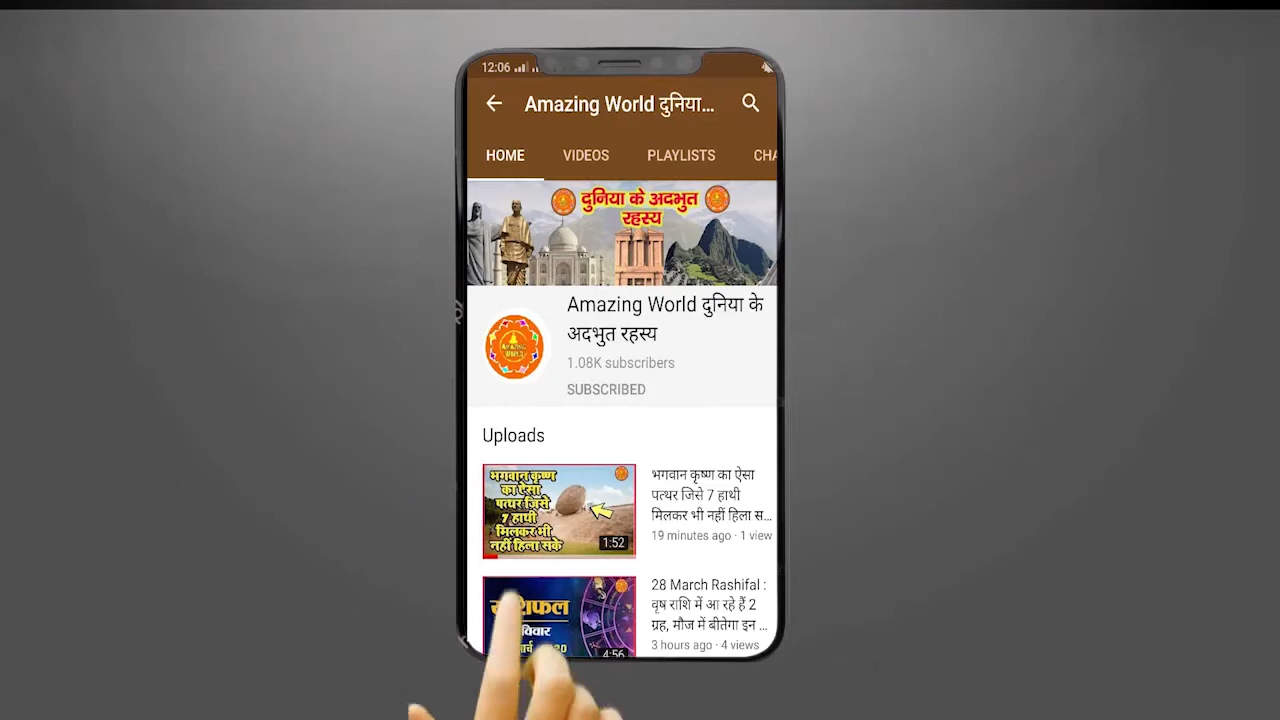 12:06
Amazing World दुनिया...
HOME VIDEOS PLAYLISTS CHA
दुनिया के अदभुत
रहस्य
Amazing World दुनिया के
अदभुत रहस्य
AMAZING
WORLD
1.08K subscribers
SUBSCRIBED
Uploads
भगवान कृष्ण
का ऐसा
पत्थर जिसे
7 हाथी
मिलकर भी
नहीं हिला सके
1:52
भगवान कृष्ण का ऐसा
पत्थर जिसे 7 हाथी
मिलकर भी नहीं हिला स...
19 minutes ago · 1 view
4:56
28 March Rashifal :
वृष राशि में आ रहे हैं 2
ग्रह, मौज में बीतेगा इन ...
3 hours ago · 4 views